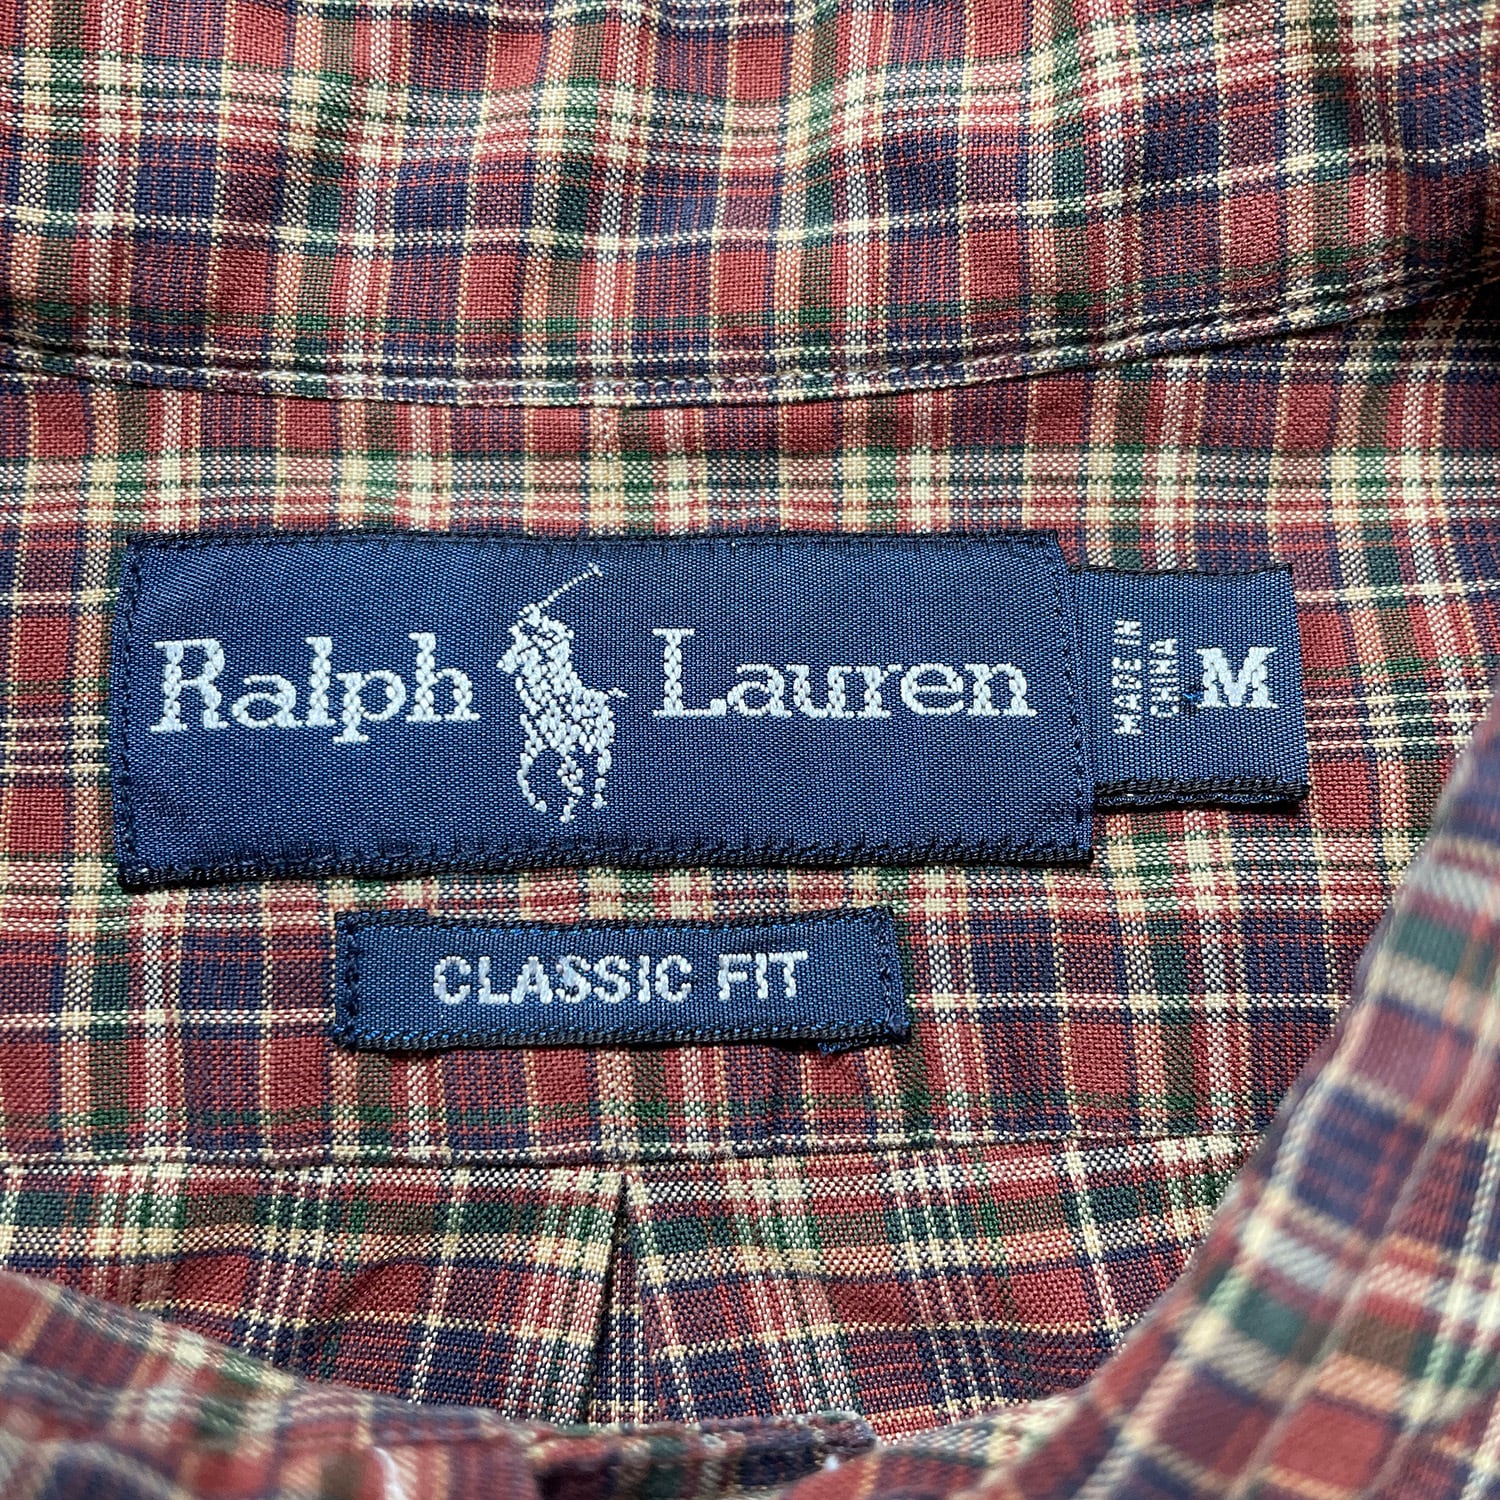 Ralph Lauren
MADE IN
CHINA
M
CLASSIC FIT